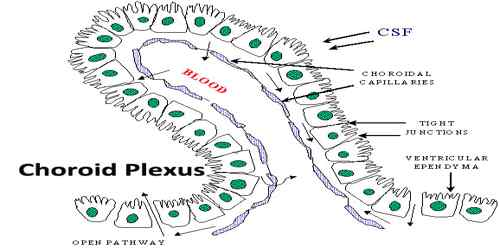 CSF
BLOOD
CHOROIDAL
CAPILLARIES
TIGHT
JUNCTIONS
VENTRICULAR
EPENDYMA
Choroid Plexus
OPEN PATHWAY